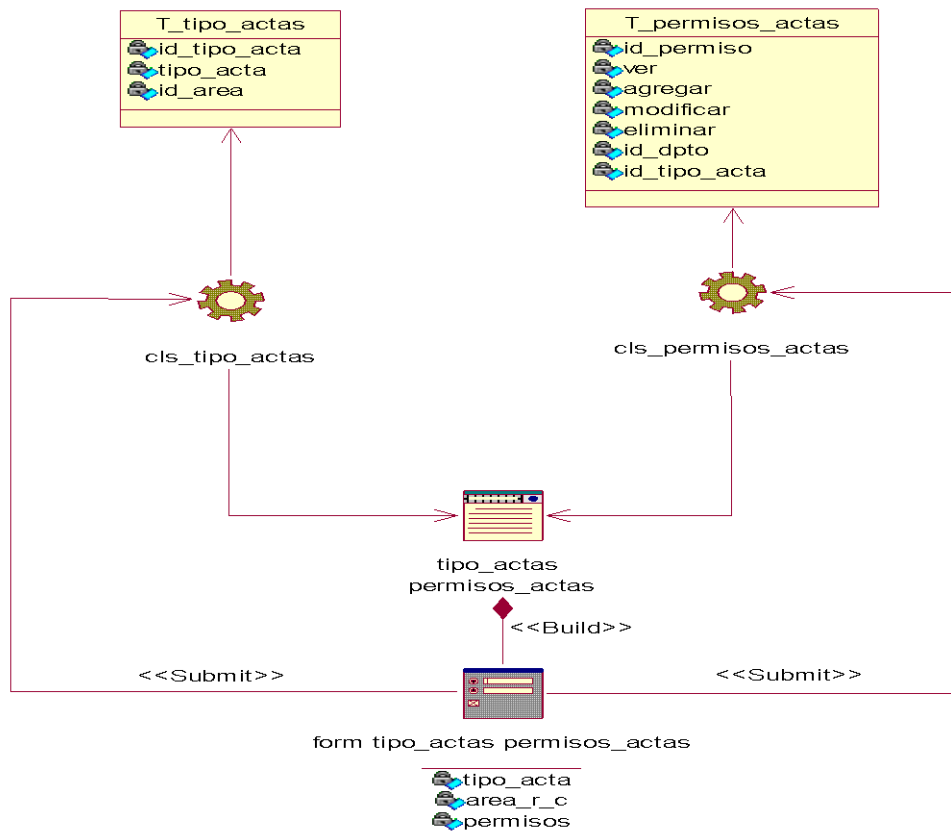 T_tipo_actas
id_tipo_acta
tipo_acta
id_area
T_permisos_actas
id_permiso
ver
agregar
modificar
eliminar
id_dpto
id_tipo_acta
cls_tipo_actas
cls_permisos_actas
tipo_actas
permisos_actas
<<Build>>
<<Submit>>
<<Submit>>
form tipo_actas permisos_actas
tipo_acta
area_r_c
permisos